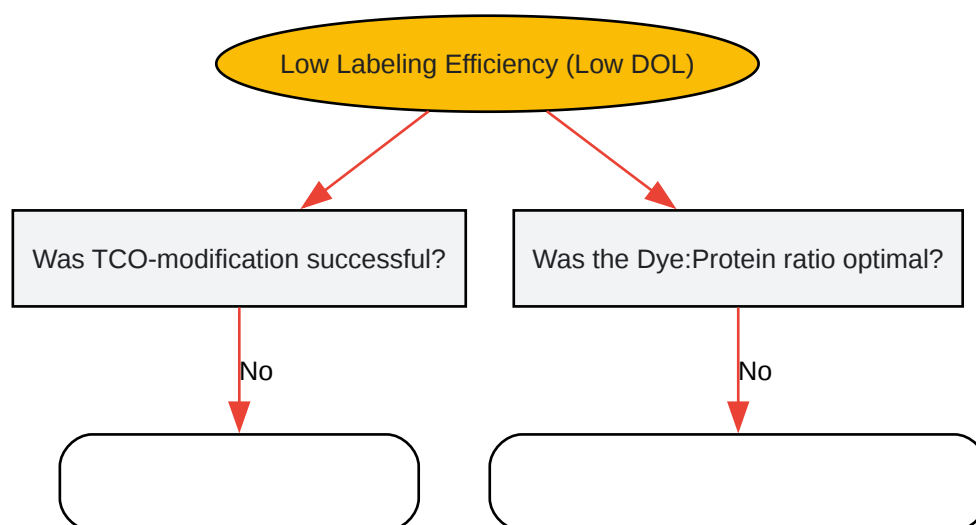 Low Labeling Efficiency (Low DOL)
Was TCO-modification successful?
Was the Dye:Protein ratio optimal?
No
No